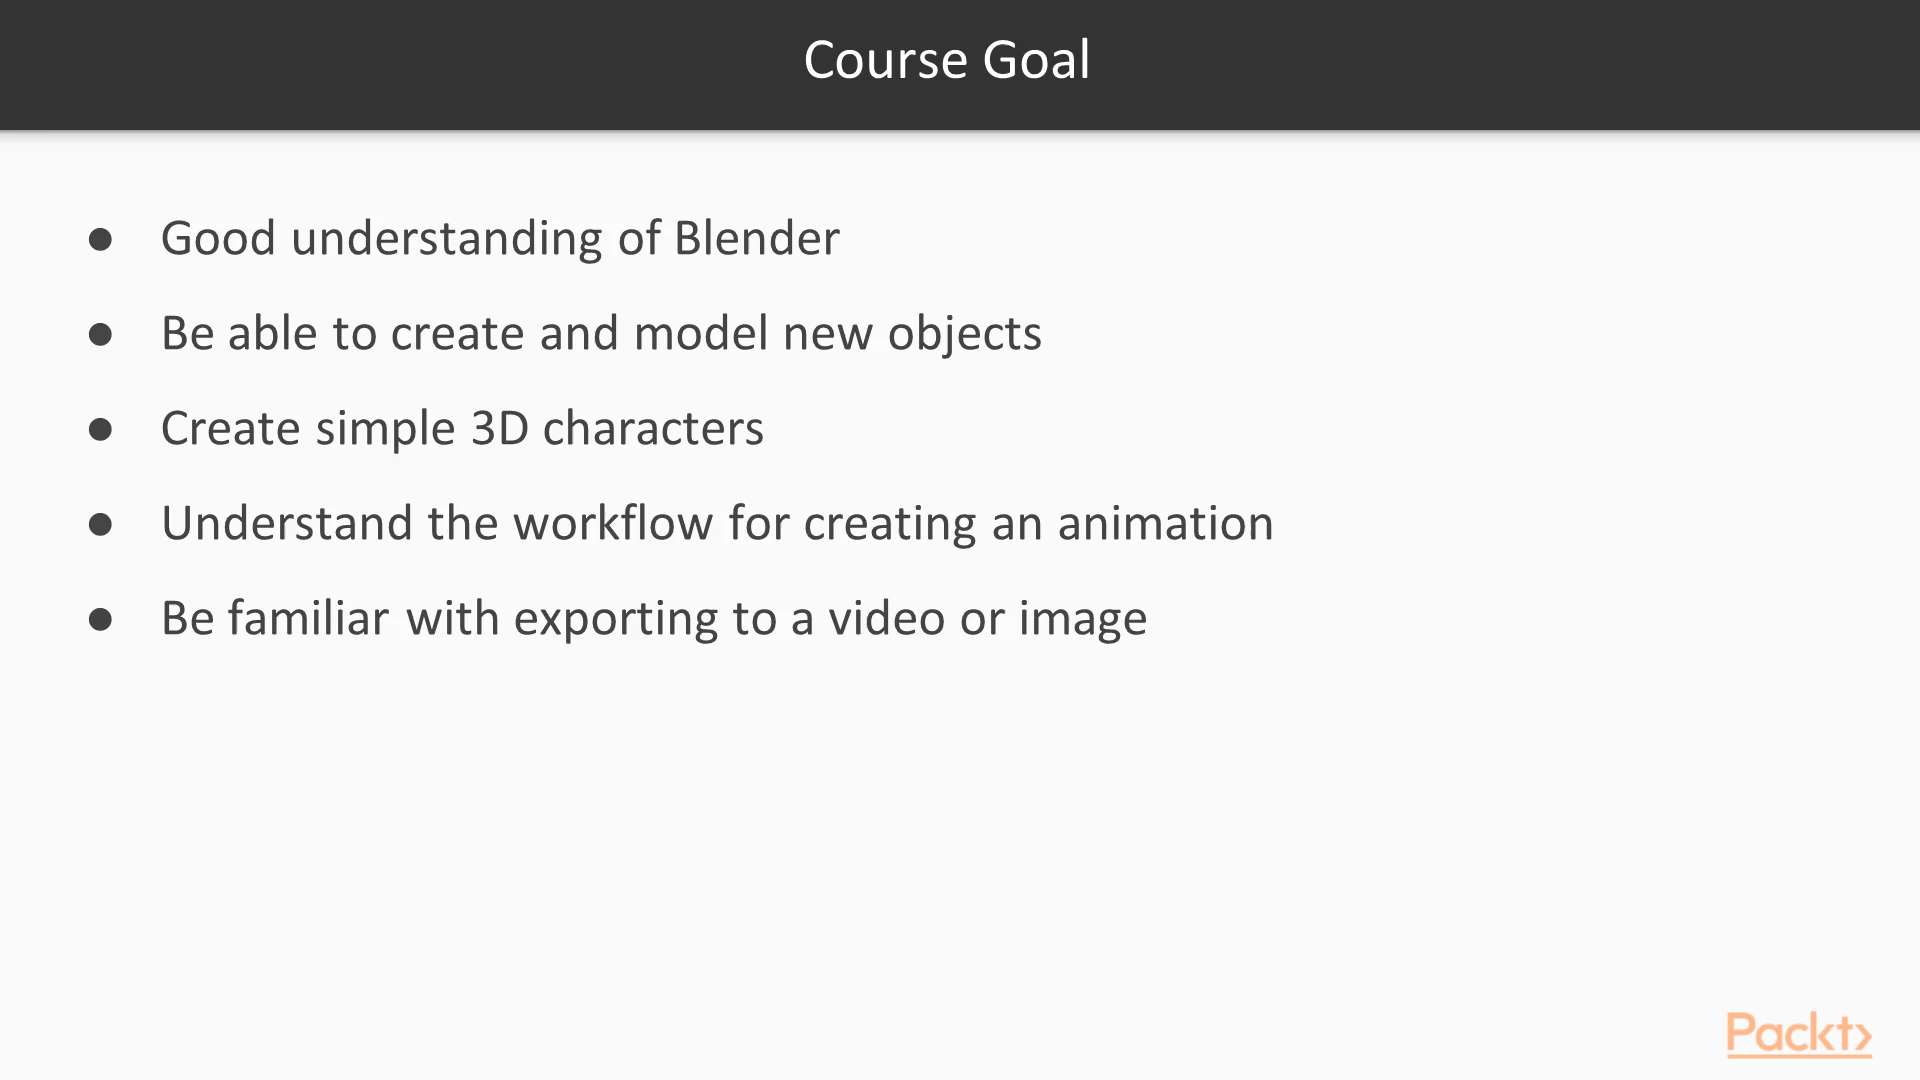 Course Goal
● Good understanding of Blender
● Be able to create and model new objects
● Create simple 3D characters
● Understand the workflow for creating an animation
● Be familiar with exporting to a video or image
Packt>